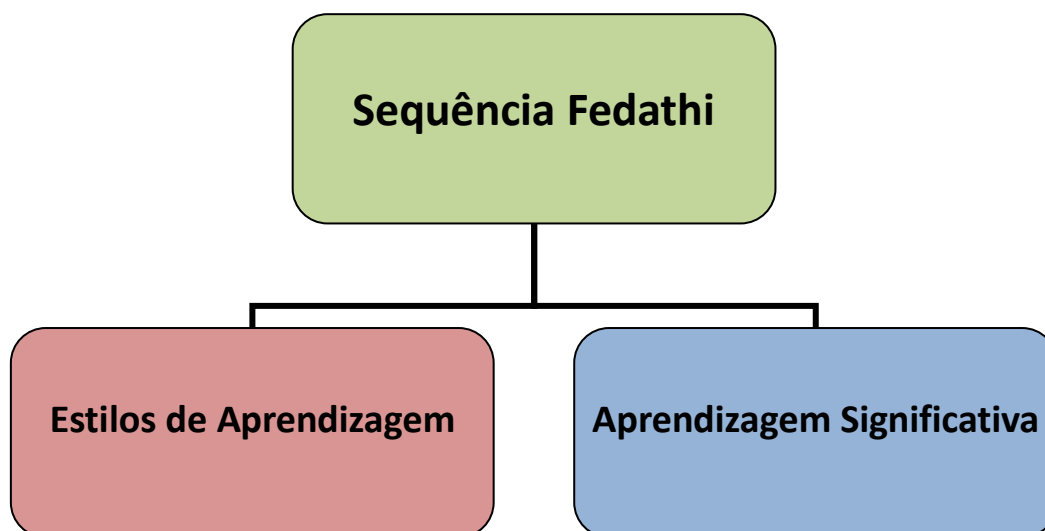 Sequência Fedathi
Estilos de Aprendizagem
Aprendizagem Significativa